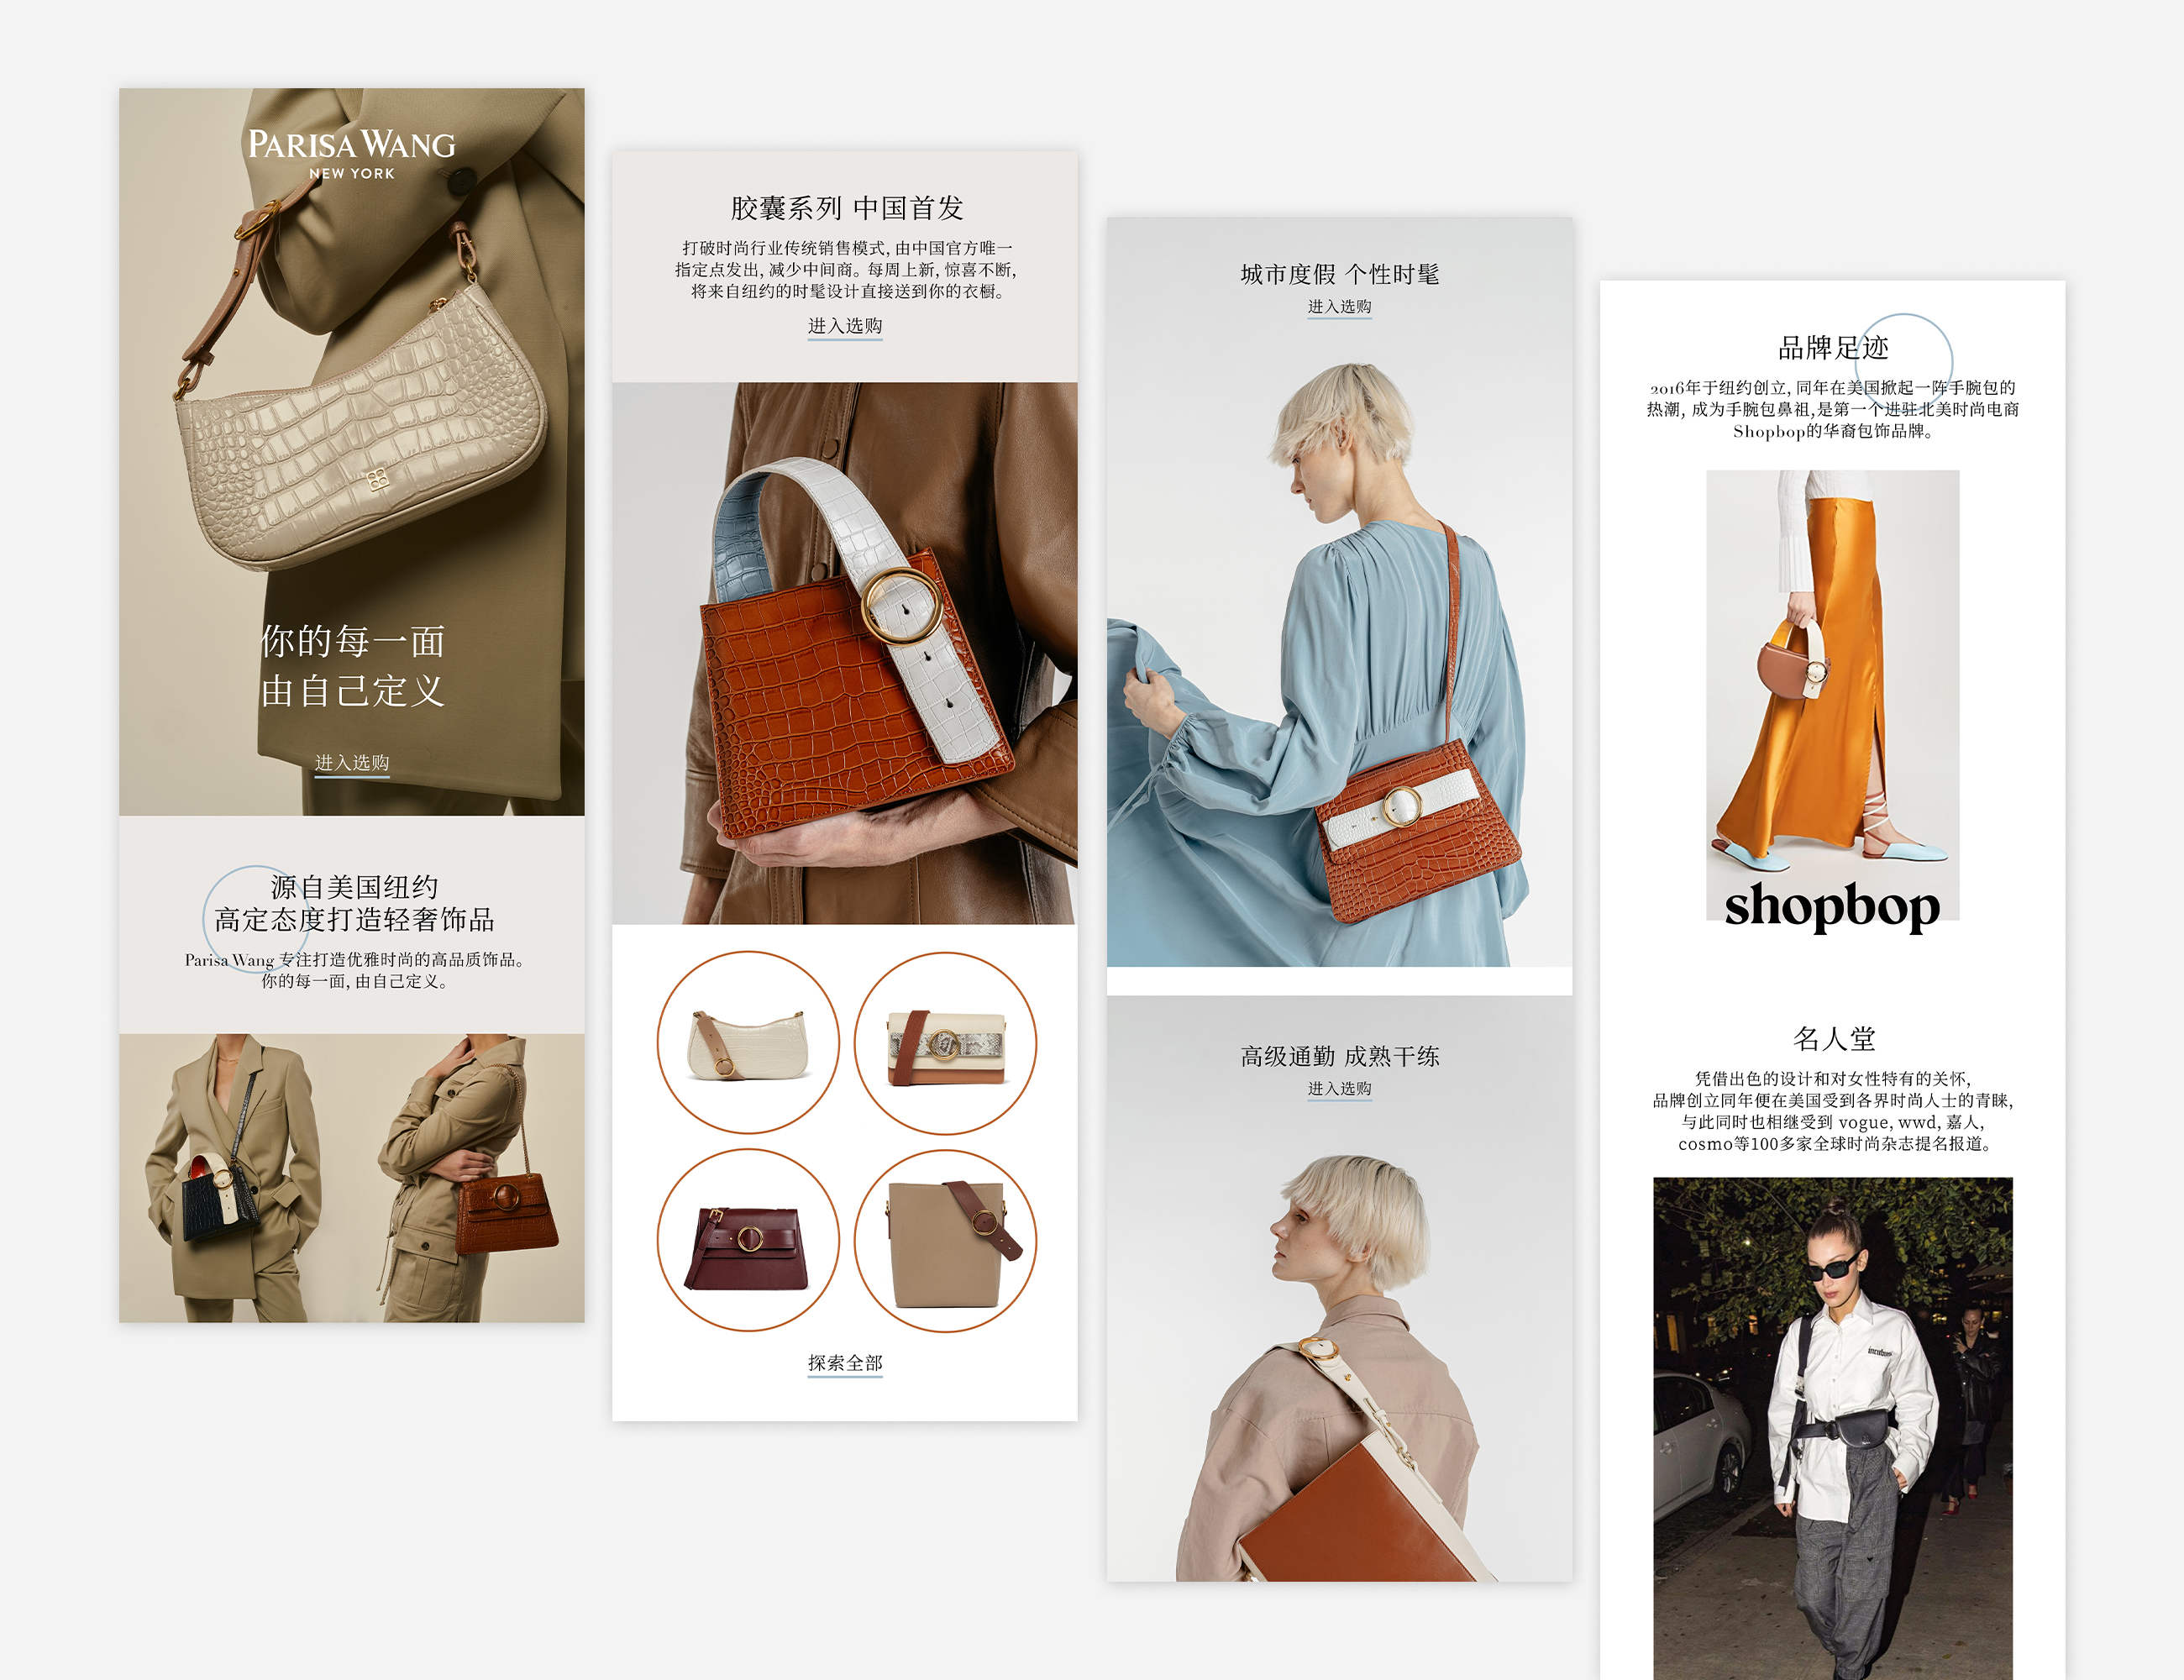 PARISA WANG
NEW YORK
你的每一面
由自己定义
进入选购
源自美国纽约
高定态度打造轻奢饰品
Parisa Wang 专注打造优雅时尚的高品质饰品。
你的每一面, 由自己定义。
胶囊系列 中国首发
打破时尚行业传统销售模式, 由中国官方唯一
指定点发出, 减少中间商。每周上新, 惊喜不断,
将来自纽约的时髦设计直接送到你的衣橱。
进入选购
探索全部
城市度假 个性时髦
进入选购
高级通勤 成熟干练
进入选购
品牌足迹
2016年于纽约创立, 同年在美国掀起一阵手腕包的
热潮, 成为手腕包鼻祖,是第一个进驻北美时尚电商
Shopbop的华裔包饰品牌。
shopbop
名人堂
凭借出色的设计和对女性特有的关怀,
品牌创立同年便在美国受到各界时尚人士的青睐,
与此同时也相继受到 vogue, wwd, 嘉人,
cosmo等100多家全球时尚杂志提名报道。
incubus